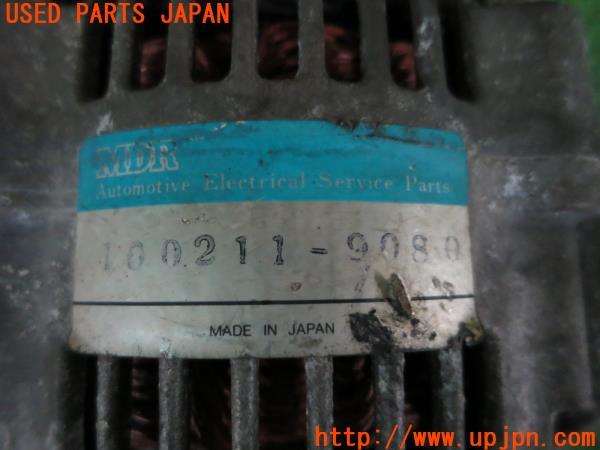 USED PARTS JAPAN
MDR
Automotive Electrical Service Parts
100211-9080
MADE IN JAPAN
http://www.upjpn.com